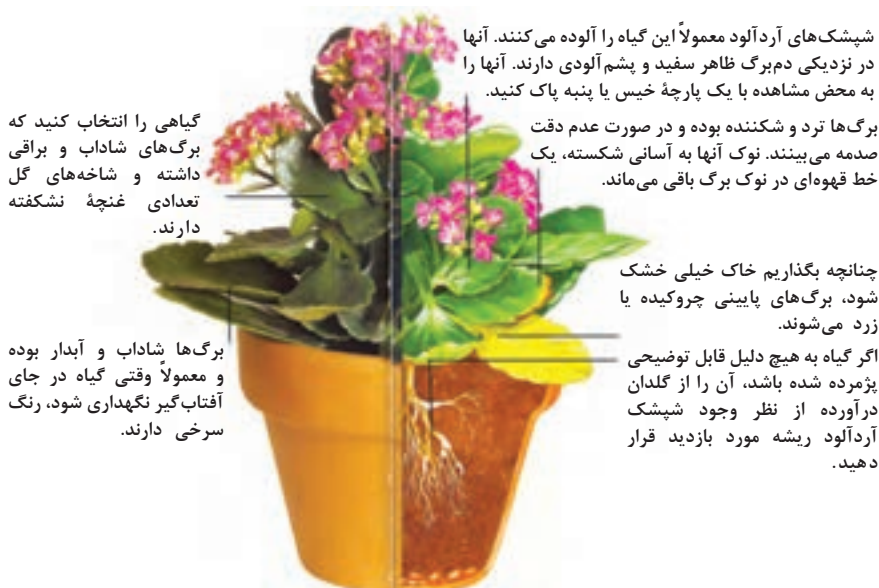 شپشک‌های آردآلود معمولاً این گیاه را آلوده می‌کنند. آنها
در نزدیکی دم‌برگ ظاهر سفید و پشم‌آلودی دارند. آنها را
به محض مشاهده با یک پارچهٔ خیس یا پنبه پاک کنید.
برگ‌ها ترد و شکننده بوده و در صورت عدم دقت
صدمه می‌بینند. نوک آنها به آسانی شکسته، یک
خط قهوه‌ای در نوک برگ باقی می‌ماند.
چنانچه بگذاریم خاک خیلی خشک
شود، برگ‌های پایینی چروکیده یا
زرد می‌شوند.
اگر گیاه به هیچ دلیل قابل توضیحی
پژمرده شده باشد، آن را از گلدان
درآورده از نظر وجود شپشک
آردآلود ریشه مورد بازدید قرار
دهید.
گیاهی را انتخاب کنید که
برگ‌های شاداب و براقی
داشته و شاخه‌های گل
تعدادی غنچهٔ نشکفته
دارند.
برگ‌ها شاداب و آبدار بوده
و معمولاً وقتی گیاه در جای
آفتاب‌گیر نگهداری شود، رنگ
سرخی دارند.